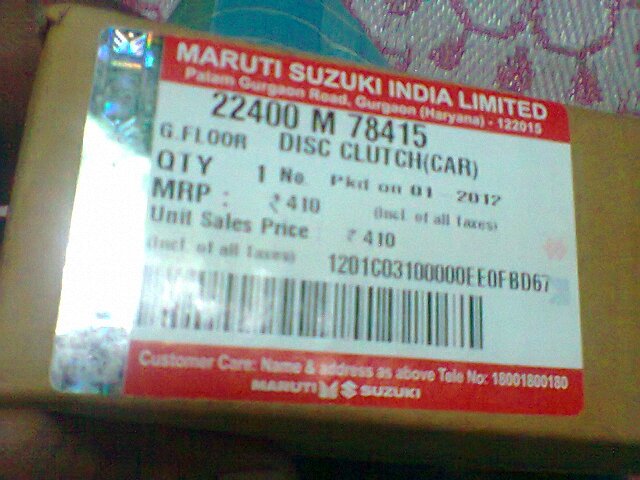 MARUTI SUZUKI INDIA LIMITED
Palam Gurgaon Road, Gurgaon (Haryana) - 122015
22400 M 78415
G.FLOOR DISC CLUTCH(CAR)
QTY 1 No. Pkd on 01 2012
MRP : ₹ 410 (Incl. of all taxes)
Unit Sales Price ₹ 410
(Incl. of all taxes)
1201C03100000EE0FBD67
Customer Care: Name & address as above Tele No: 18001800180
MARUTI SUZUKI